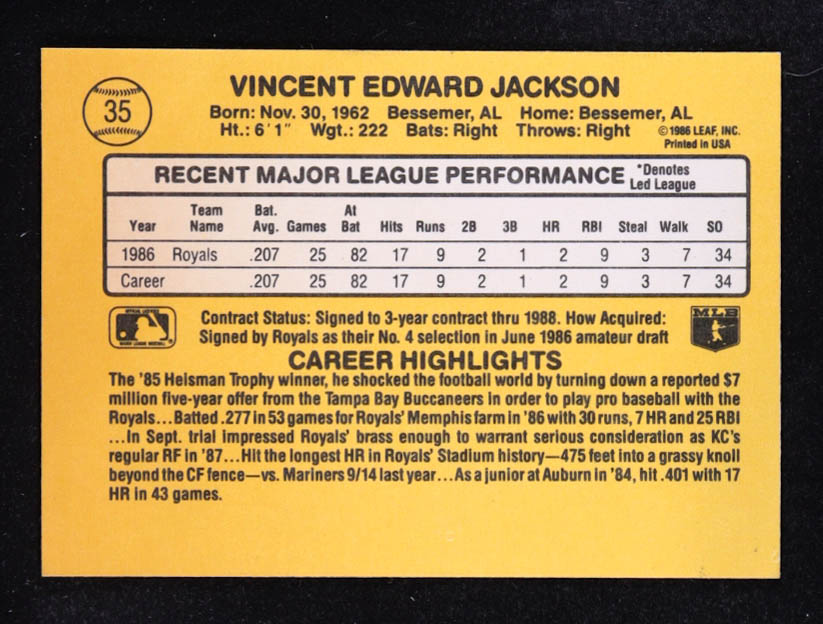 35
VINCENT EDWARD JACKSON
Born: Nov. 30, 1962 Bessemer, AL Home: Bessemer, AL
Ht.: 6'1" Wgt.: 222 Bats: Right Throws: Right
©1986 LEAF, INC.
Printed in USA
RECENT MAJOR LEAGUE PERFORMANCE *Denotes Led League
Year Team Name Bat. Avg. Games At Bat Hits Runs 2B 3B HR RBI Steal Walk SO
1986 Royals .207 25 82 17 9 2 1 2 9 3 7 34
Career .207 25 82 17 9 2 1 2 9 3 7 34
Contract Status: Signed to 3-year contract thru 1988. How Acquired:
Signed by Royals as their No. 4 selection in June 1986 amateur draft
MLB
CAREER HIGHLIGHTS
The '85 Heisman Trophy winner, he shocked the football world by turning down a reported $7
million five-year offer from the Tampa Bay Buccaneers in order to play pro baseball with the
Royals...Batted .277 in 53 games for Royals' Memphis farm in '86 with 30 runs, 7 HR and 25 RBI
...In Sept. trial impressed Royals' brass enough to warrant serious consideration as KC's
regular RF in '87...Hit the longest HR in Royals' Stadium history—475 feet into a grassy knoll
beyond the CF fence—vs. Mariners 9/14 last year...As a junior at Auburn in '84, hit .401 with 17
HR in 43 games.